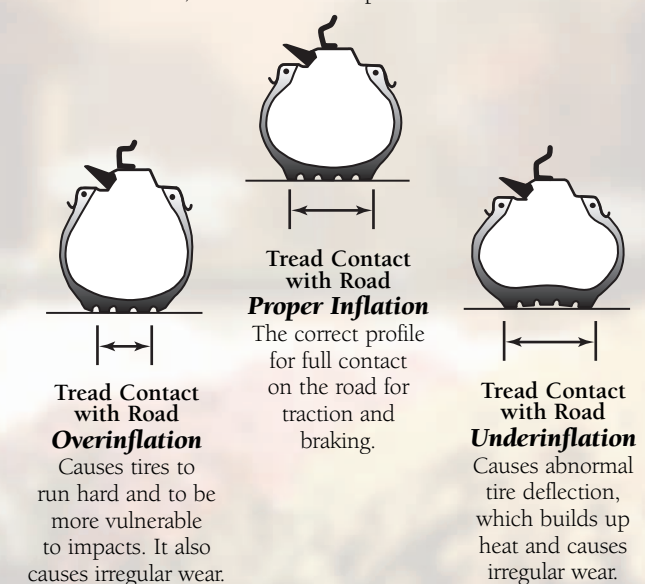 Tread Contact
with Road
Overinflation
Causes tires to
run hard and to be
more vulnerable
to impacts. It also
causes irregular wear.
Tread Contact
with Road
Proper Inflation
The correct profile
for full contact
on the road for
traction and
braking.
Tread Contact
with Road
Underinflation
Causes abnormal
tire deflection,
which builds up
heat and causes
irregular wear.